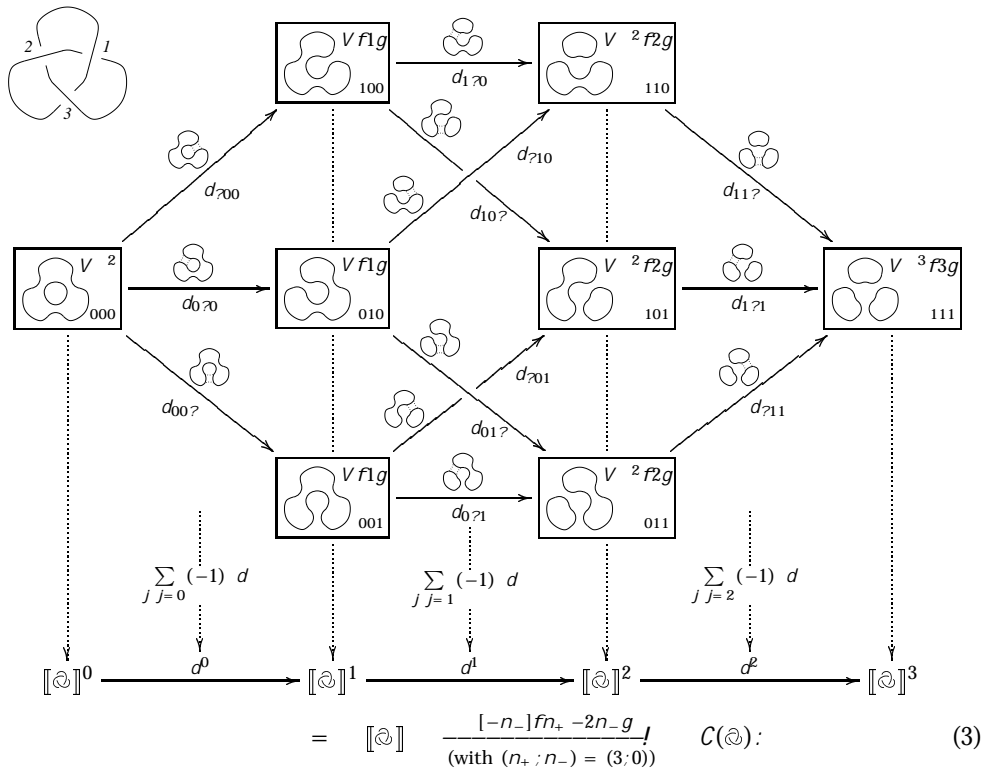 V f1g V ²f2g
2 1
100 d1?0 110
3
d?00 d?10 d10? d11?
V ² V f1g V ²f2g V ³f3g
000 d0?0 010 101 d1?1 111
d00? d?01 d01? d?11
V f1g V ²f2g
001 d0?1 011
∑ (−1) d ∑ (−1) d ∑ (−1) d
j j= 0 j j= 1 j j= 2
⟦ ⟧⁰ d⁰ ⟦ ⟧¹ d¹ ⟦ ⟧² d² ⟦ ⟧³
= ⟦ ⟧ [−n₋]fn₊ −2n₋g ! C( ): (3)
(with (n₊ ; n₋) = (3;0))